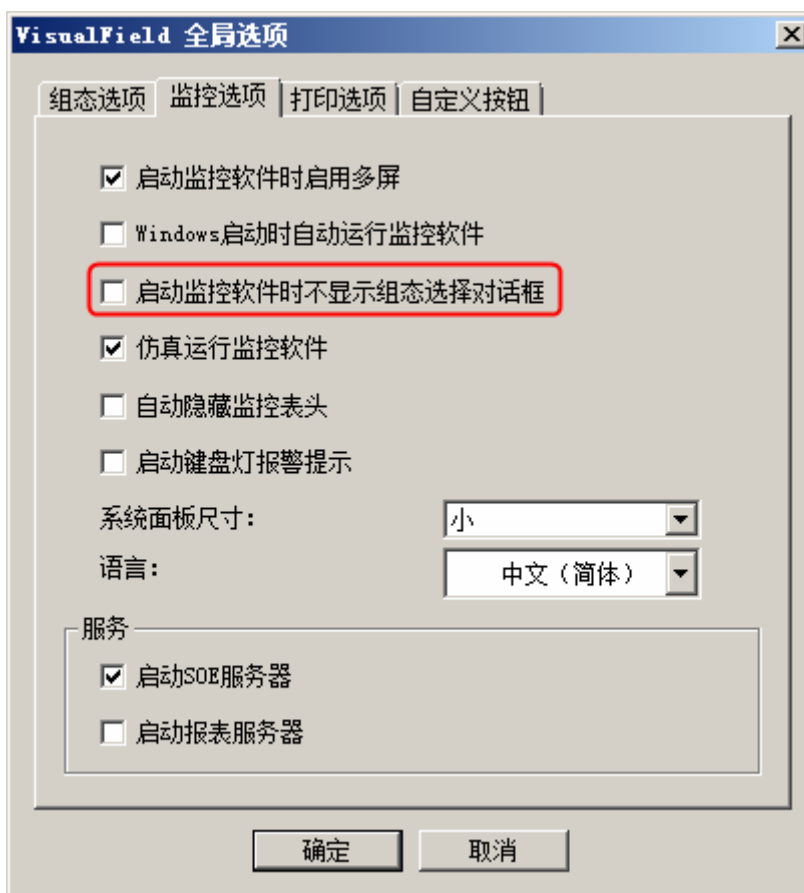 VisualField 全局选项
组态选项 监控选项 打印选项 自定义按钮
启动监控软件时启用多屏
Windows启动时自动运行监控软件
启动监控软件时不显示组态选择对话框
仿真运行监控软件
自动隐藏监控表头
启动键盘灯报警提示
系统面板尺寸： 小
语言： 中文（简体）
服务
启动SOE服务器
启动报表服务器
确定 取消